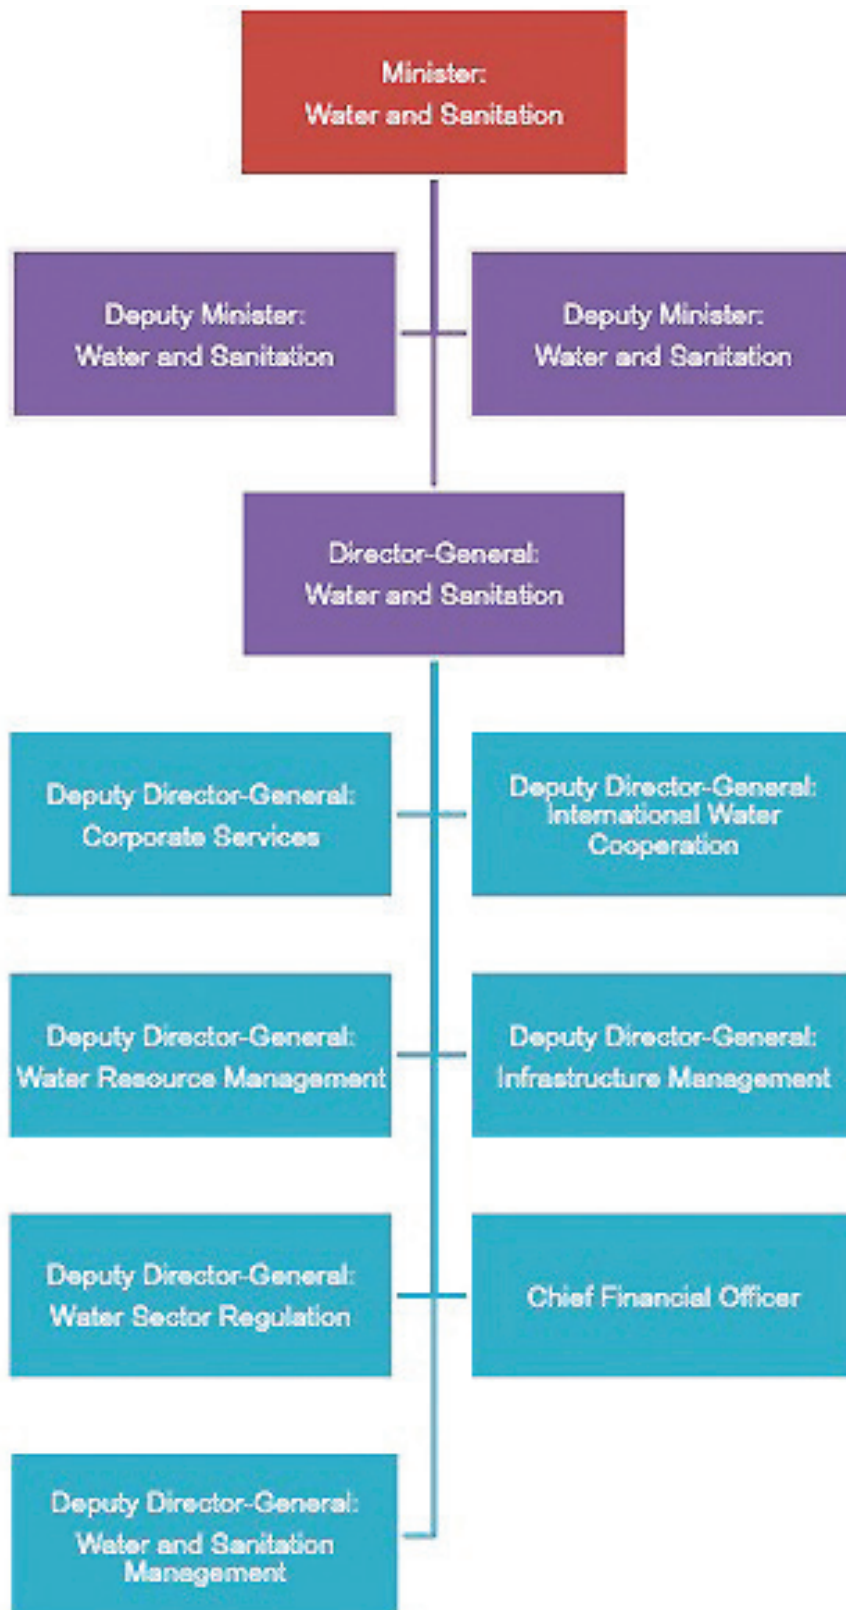 Minister:
Water and Sanitation
Deputy Minister:
Water and Sanitation
Deputy Minister:
Water and Sanitation
Director-General:
Water and Sanitation
Deputy Director-General:
Corporate Services
Deputy Director-General:
International Water
Cooperation
Deputy Director-General:
Water Resource Management
Deputy Director-General:
Infrastructure Management
Deputy Director-General:
Water Sector Regulation
Chief Financial Officer
Deputy Director-General:
Water and Sanitation
Management